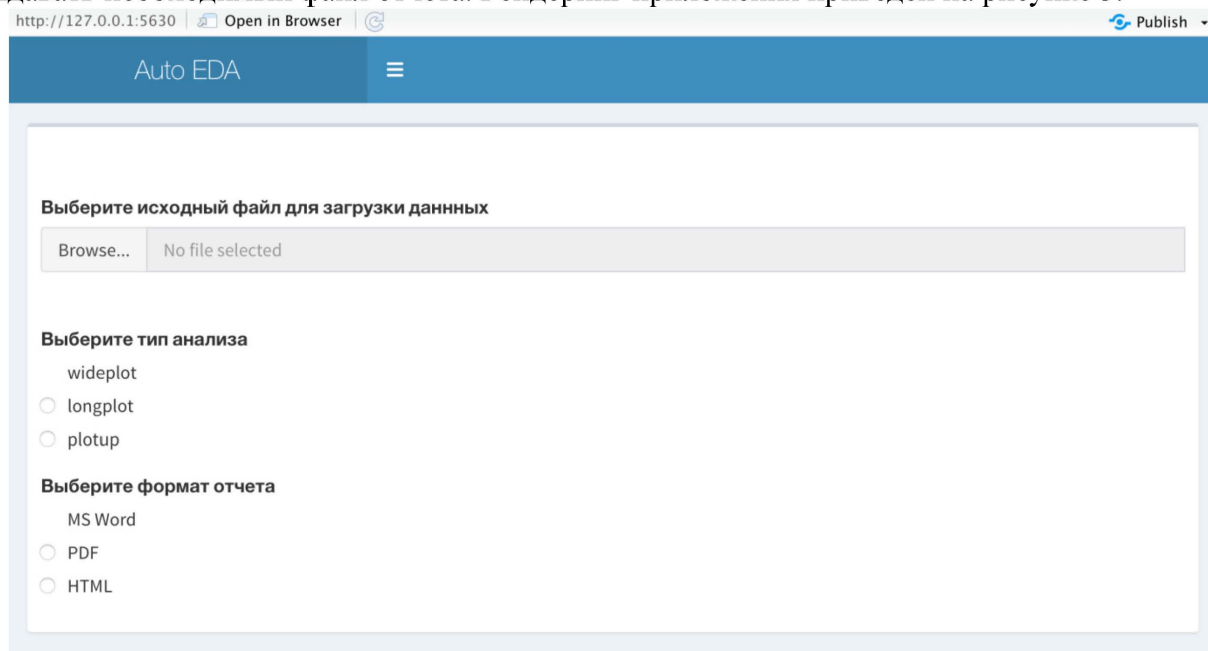 http://127.0.0.1:5630 Open in Browser Publish
Auto EDA
Выберите исходный файл для загрузки даннных
Browse... No file selected
Выберите тип анализа
wideplot
longplot
plotup
Выберите формат отчета
MS Word
PDF
HTML